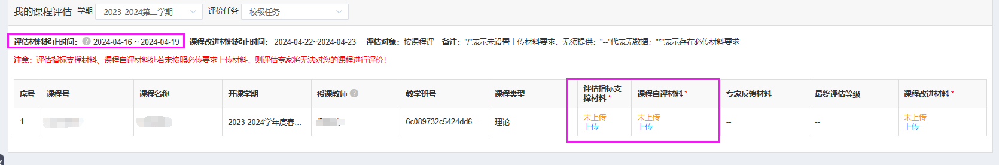 我的课程评估 学期 2023-2024第二学期 评价任务 校级任务
评估材料起止时间： ? 2024-04-16 ~ 2024-04-19 课程改进材料起止时间： 2024-04-22~2024-04-23 评估对象：按课程评 备注："/"表示未设置上传材料要求，无须提供；"--"代表无数据；"*"表示存在必传材料要求
注意：评估指标支撑材料、课程自评材料处若未按照必传要求上传材料，则评估专家将无法对您的课程进行评价！
序号 课程号 课程名称 开课学期 授课教师 ? 教学班号 课程类型 评估指标支撑材料 * 课程自评材料 * 专家反馈材料 最终评估等级 课程改进材料 *
1 2023-2024学年度春... 6c089732c5424dd6... 理论 未上传 未上传 -- -- 未上传
上传 上传 上传